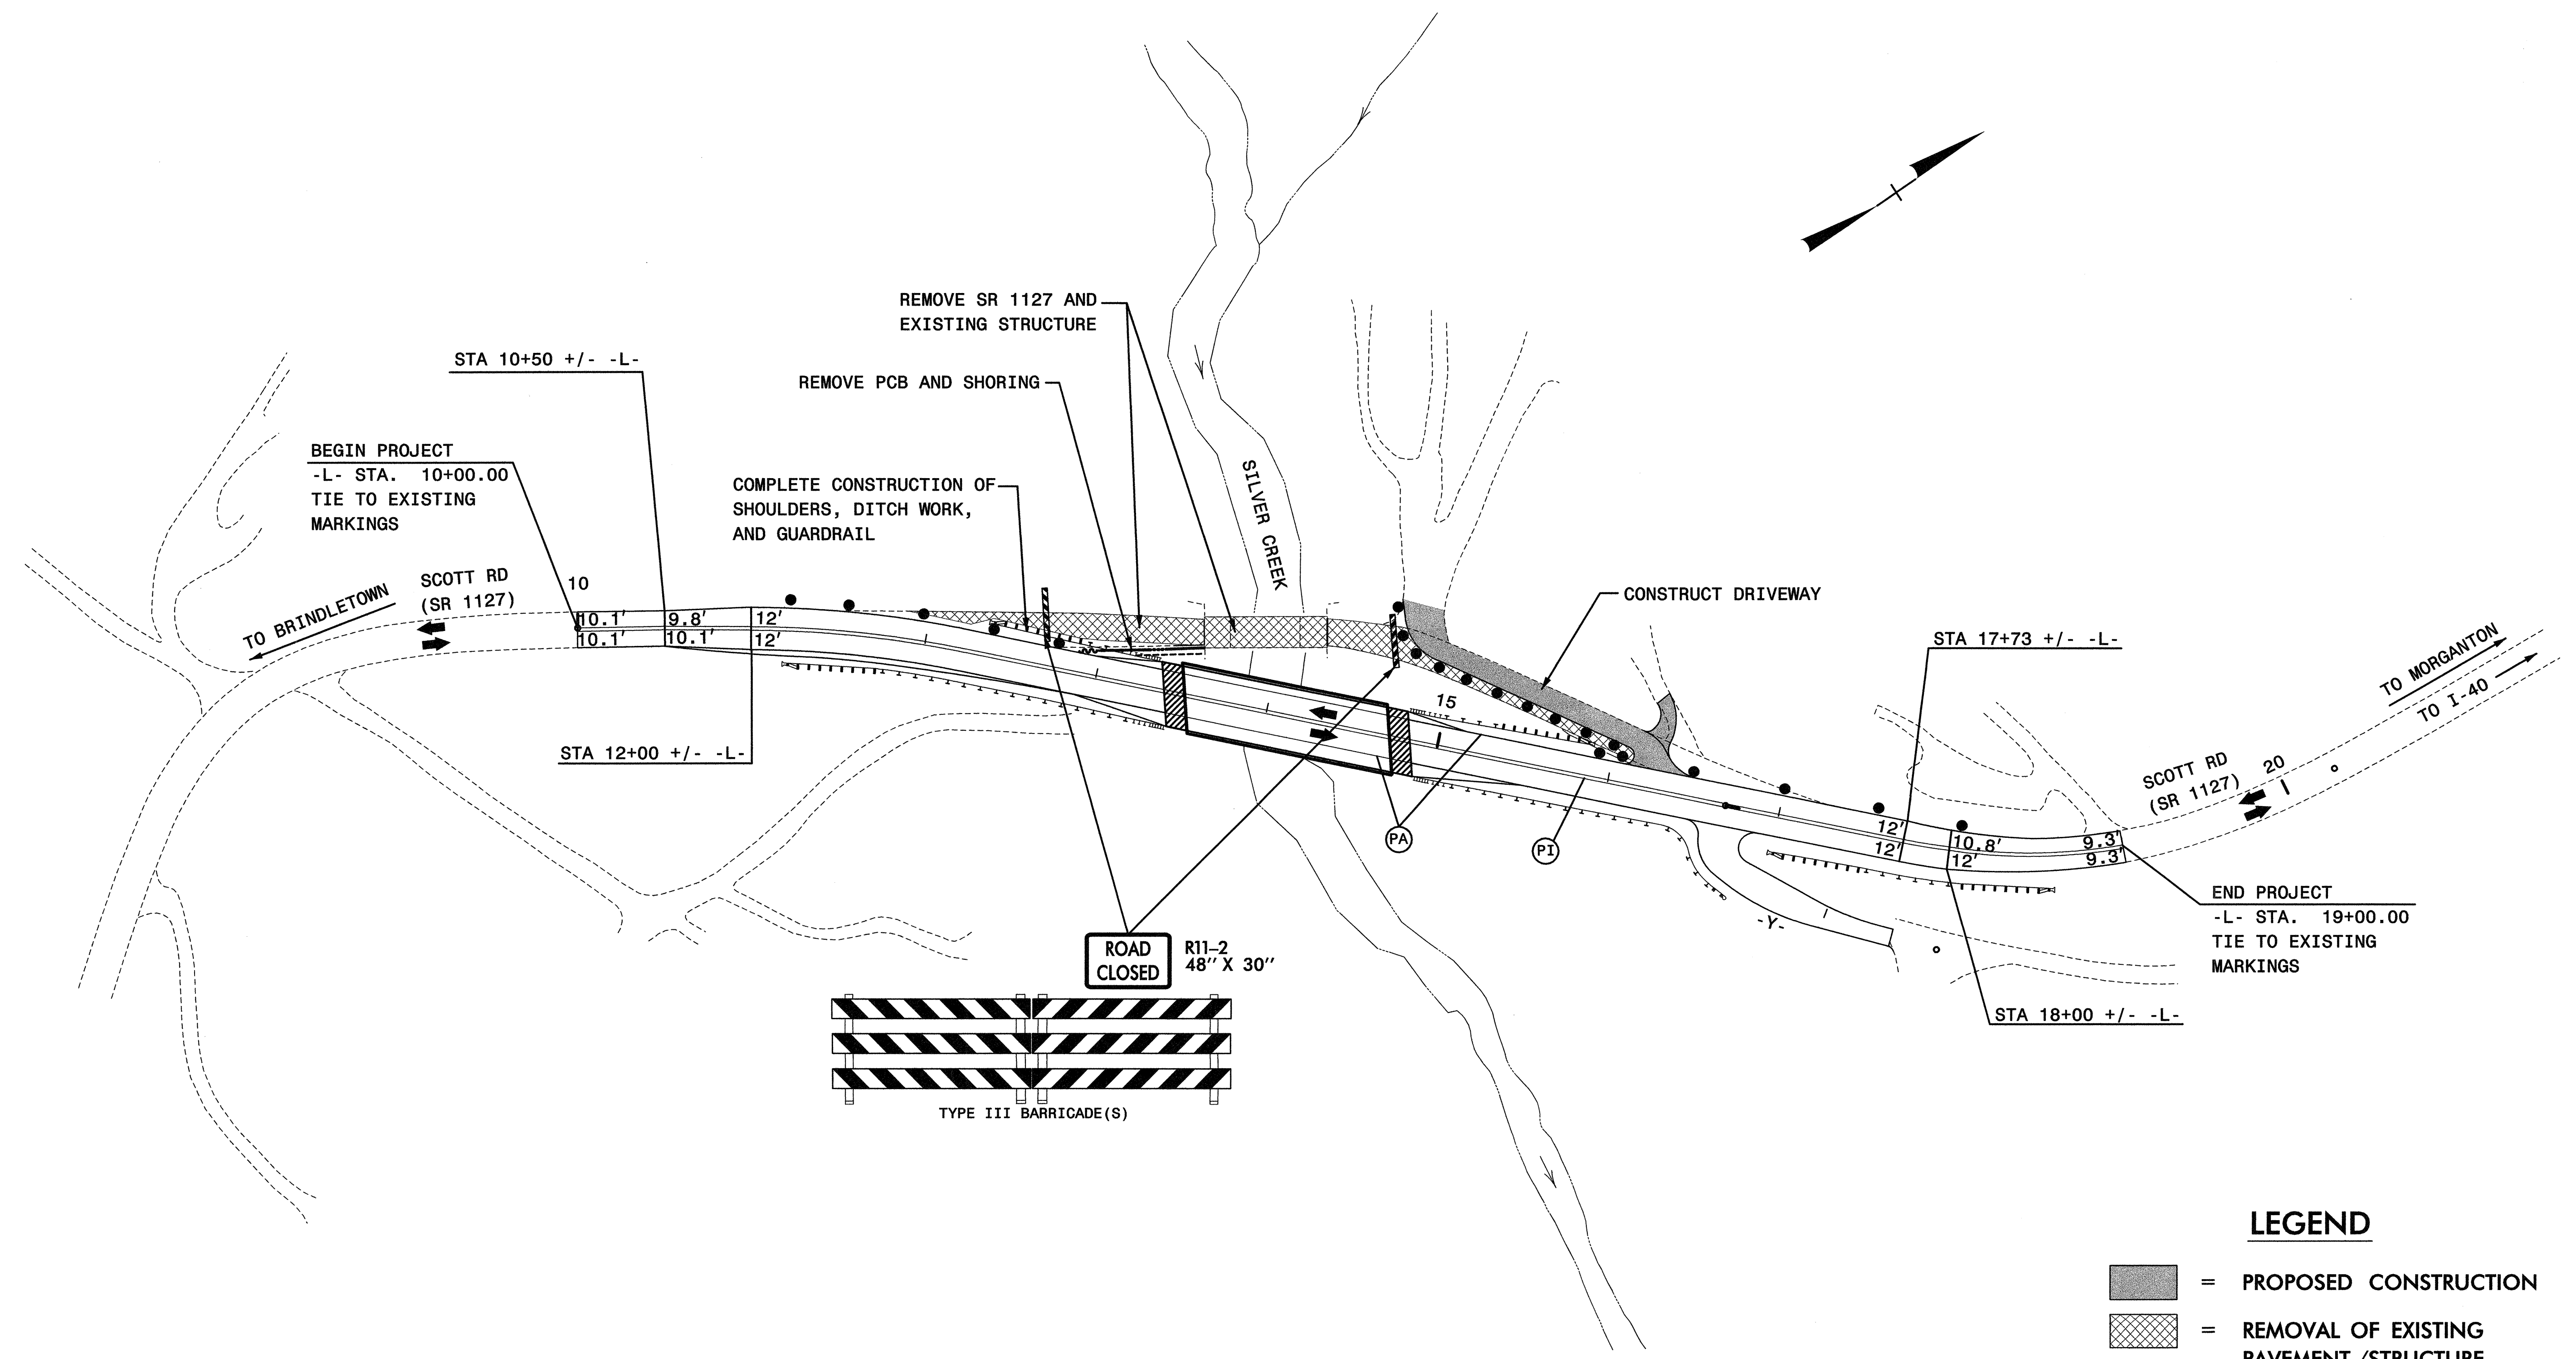 REMOVE SR 1127 AND
EXISTING STRUCTURE
STA 10+50 +/- -L-
REMOVE PCB AND SHORING
BEGIN PROJECT
-L- STA. 10+00.00
TIE TO EXISTING
MARKINGS
COMPLETE CONSTRUCTION OF
SHOULDERS, DITCH WORK,
AND GUARDRAIL
SILVER CREEK
TO BRINDLETOWN
SCOTT RD
(SR 1127)
10
10.1'
10.1'
9.8'
10.1'
12'
12'
STA 12+00 +/- -L-
CONSTRUCT DRIVEWAY
15
STA 17+73 +/- -L-
TO MORGANTON
TO I-40
SCOTT RD
(SR 1127)
20
12'
12'
10.8'
12'
9.3'
9.3'
PA
PI
-Y-
END PROJECT
-L- STA. 19+00.00
TIE TO EXISTING
MARKINGS
STA 18+00 +/- -L-
ROAD
CLOSED
R11-2
48" X 30"
TYPE III BARRICADE(S)
LEGEND
= PROPOSED CONSTRUCTION
= REMOVAL OF EXISTING
PAVEMENT/STRUCTURE